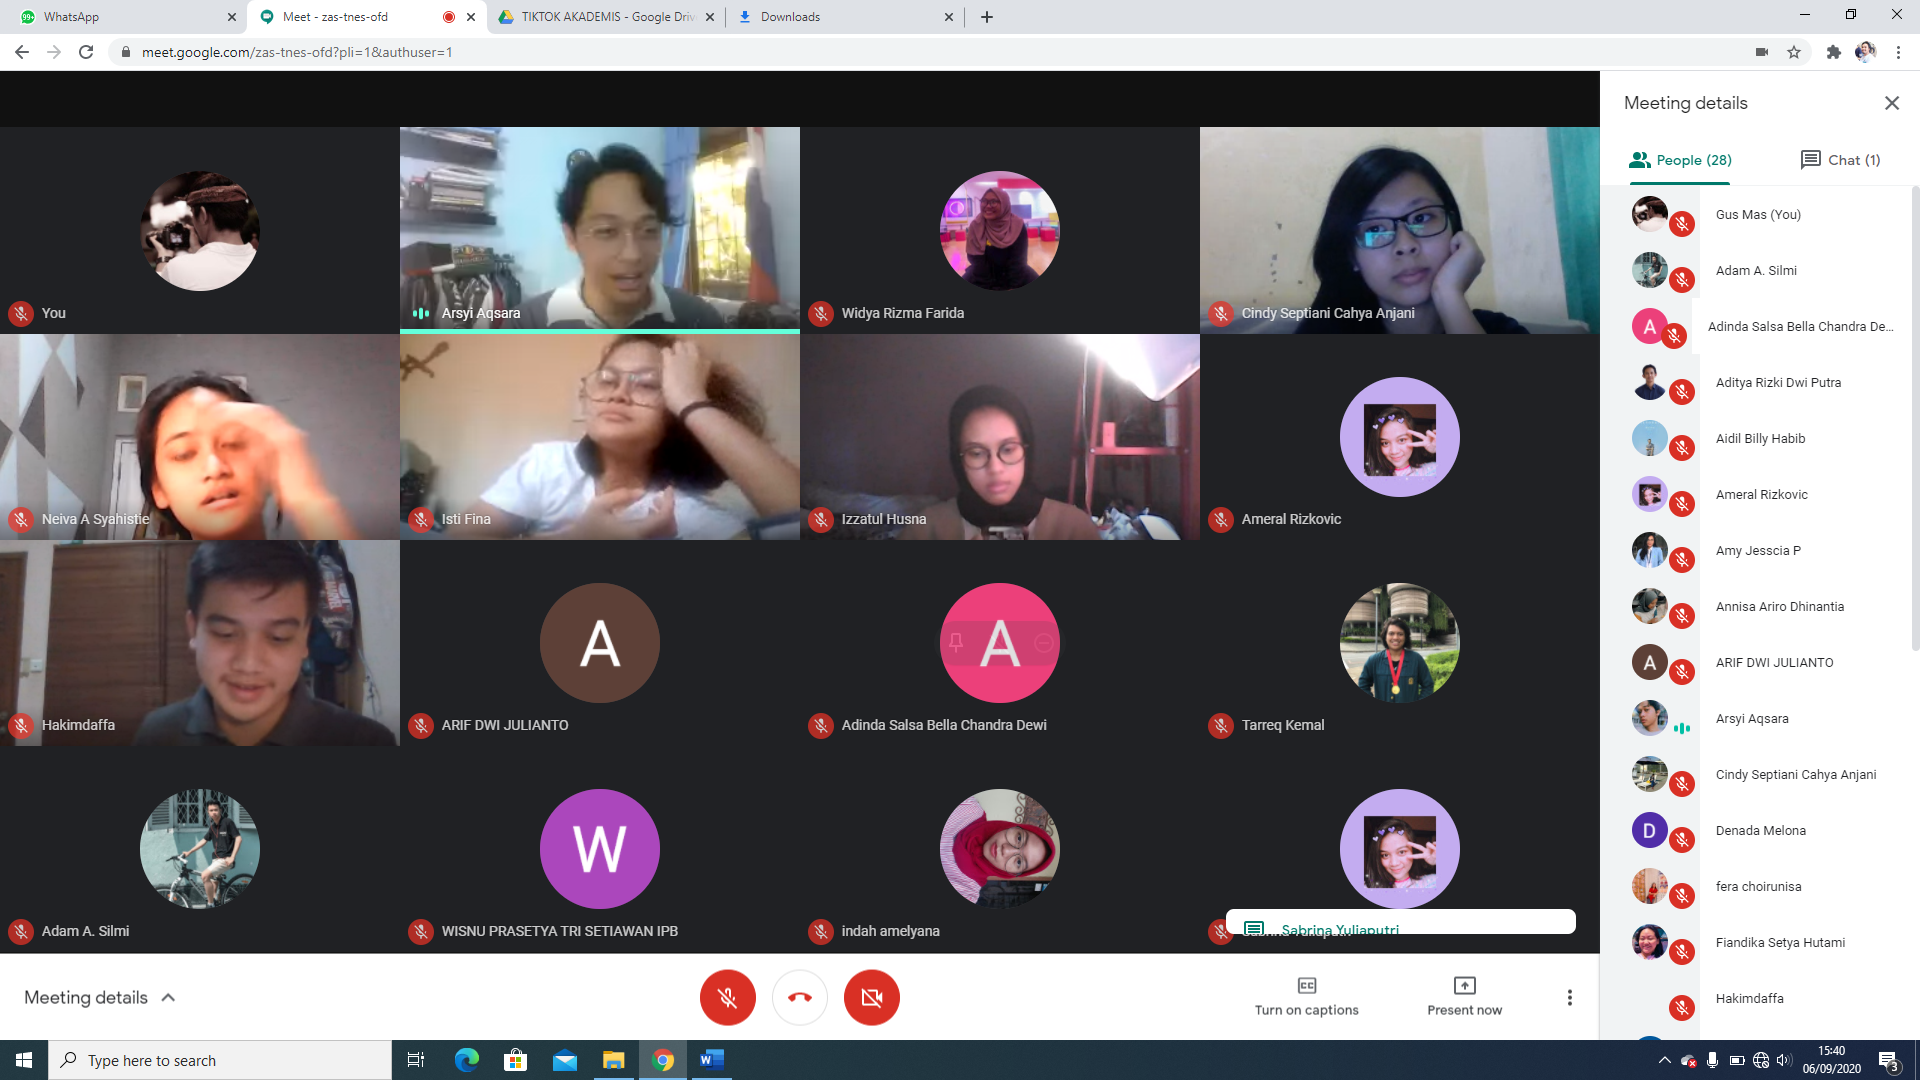 WhatsApp
Meet - zas-tnes-ofd
TIKTOK AKADEMIS - Google Driv
Downloads
meet.google.com/zas-tnes-ofd?pli=1&authuser=1
You
Arsyi Aqsara
Widya Rizma Farida
Cindy Septiani Cahya Anjani
Neiva A Syahistie
Isti Fina
Izzatul Husna
Ameral Rizkovic
Hakimdaffa
A
ARIF DWI JULIANTO
A
Adinda Salsa Bella Chandra Dewi
Tarreq Kemal
Adam A. Silmi
W
WISNU PRASETYA TRI SETIAWAN IPB
indah amelyana
Sabrina Yuliaputri
Meeting details
People (28)
Chat (1)
Gus Mas (You)
Adam A. Silmi
A
Adinda Salsa Bella Chandra De...
Aditya Rizki Dwi Putra
Aidil Billy Habib
Ameral Rizkovic
Amy Jesscia P
Annisa Ariro Dhinantia
A
ARIF DWI JULIANTO
Arsyi Aqsara
Cindy Septiani Cahya Anjani
D
Denada Melona
fera choirunisa
Fiandika Setya Hutami
Hakimdaffa
Meeting details
Turn on captions
Present now
Type here to search
15:40
06/09/2020
3